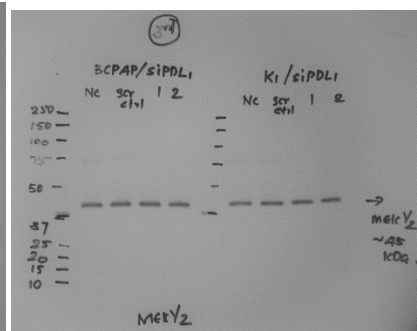 3rd
BCPAP/siPDL1 K1/siPDL1
Nc Scr ctrl 1 2 Nc Scr ctrl 1 2
250
150
100
75
50
37
25
20
15
10
→
MEK1/2
~45
kDa
MEK1/2